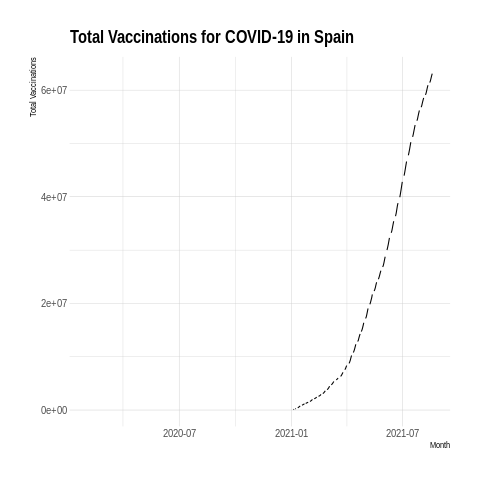 Total Vaccinations for COVID-19 in Spain
Total Vaccinations
6e+07
4e+07
2e+07
0e+00
2020-07
2021-01
2021-07
Month